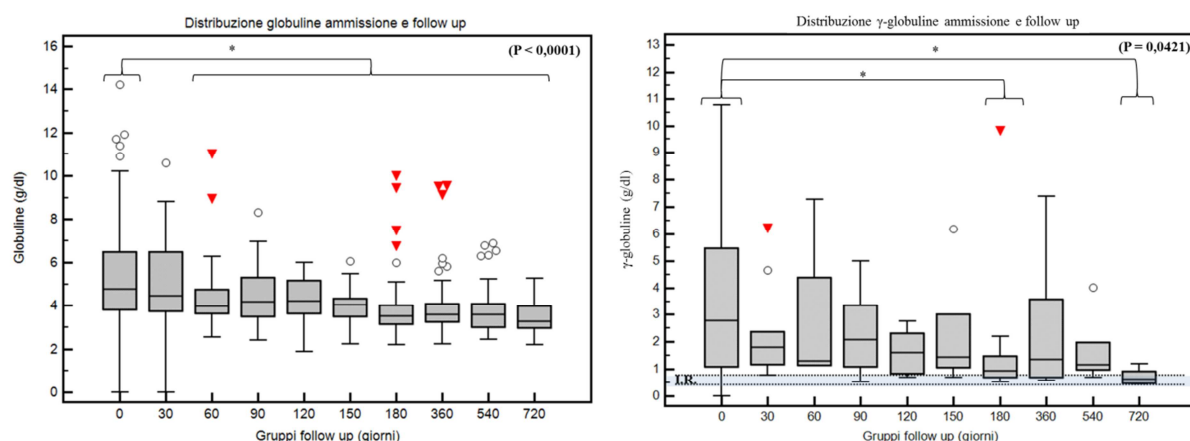 Distribuzione globuline ammissione e follow up
*
(P < 0,0001)
16
14
12
10
8
6
4
2
0
Globuline (g/dl)
0 30 60 90 120 150 180 360 540 720
Gruppi follow up (giorni)
Distribuzione γ-globuline ammissione e follow up
*
(P = 0,0421)
*
13
12
11
10
9
8
7
6
5
4
3
2
1
0
γ-globuline (g/dl)
I.R.
0 30 60 90 120 150 180 360 540 720
Gruppi follow up (giorni)